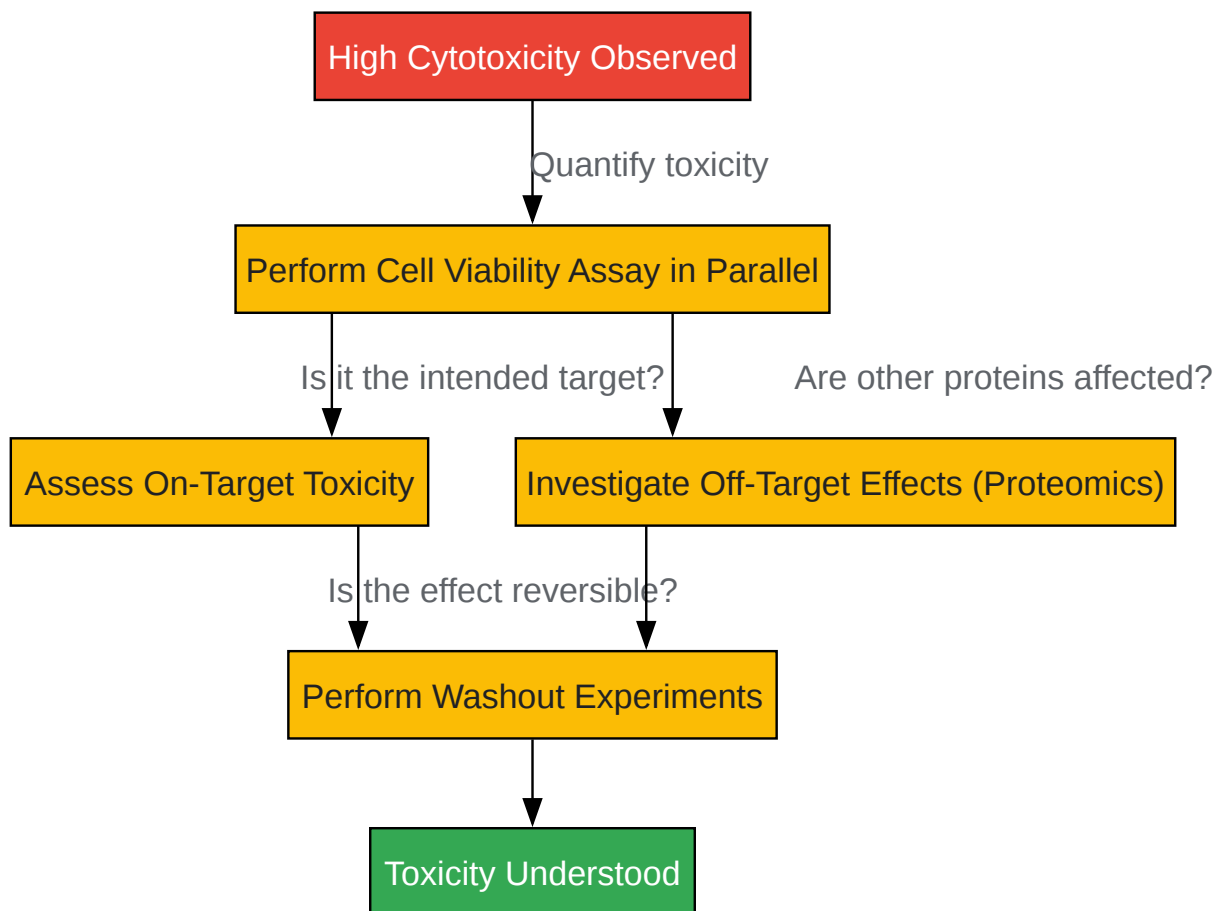 High Cytotoxicity Observed
Quantify toxicity
Perform Cell Viability Assay in Parallel
Is it the intended target?
Are other proteins affected?
Assess On-Target Toxicity
Investigate Off-Target Effects (Proteomics)
Is the effect reversible?
Perform Washout Experiments
Toxicity Understood